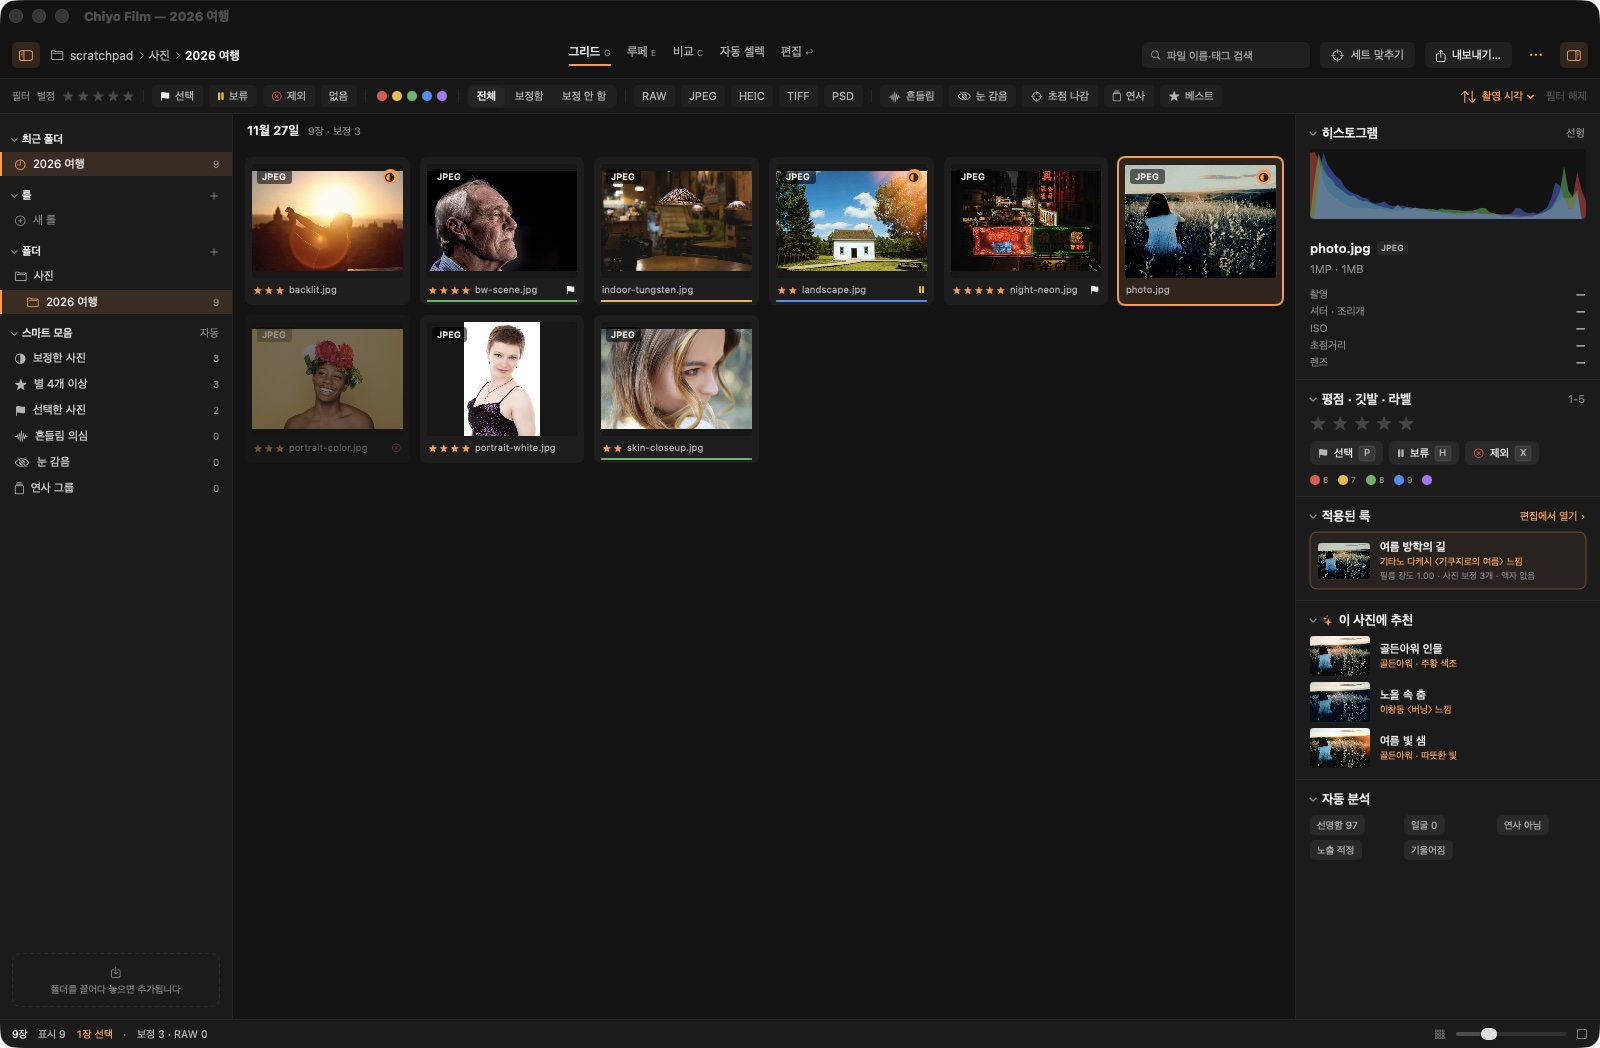 Chiyo Film — 2026 여행
scratchpad › 사진 › 2026 여행
그리드 G 루페 E 비교 C 자동 셀렉 편집 ↩
파일 이름·태그 검색
세트 맞추기
내보내기...
필터 별점 선택 보류 제외 없음 전체 보정함 보정 안 함 RAW JPEG HEIC TIFF PSD 흔들림 눈 감음 초점 나감 연사 베스트 촬영 시각 필터 해제
최근 폴더
2026 여행 9
롤 +
새 롤
폴더 +
사진
2026 여행 9
스마트 모음 자동
보정한 사진 3
별 4개 이상 3
선택한 사진 2
흔들림 의심 0
눈 감음 0
연사 그룹 0
폴더를 끌어다 놓으면 추가됩니다
11월 27일 9장 · 보정 3
JPEG JPEG JPEG JPEG JPEG JPEG
★★★ backlit.jpg ★★★★ bw-scene.jpg indoor-tungsten.jpg ★★ landscape.jpg ★★★★★ night-neon.jpg photo.jpg
JPEG JPEG JPEG
★★★ portrait-color.jpg ★★★★ portrait-white.jpg ★★ skin-closeup.jpg
히스토그램 선형
photo.jpg JPEG
1MP · 1MB
촬영 —
셔터 · 조리개 —
ISO —
초점거리 —
렌즈 —
평점 · 깃발 · 라벨 1-5
선택 P 보류 H 제외 X
6 7 8 9
적용된 룩 편집에서 열기 ›
여름 방학의 길
기타노 다케시 〈기쿠지로의 여름〉 느낌
필름 강도 1.00 · 사진 보정 3개 · 액자 없음
이 사진에 추천
골든아워 인물
골든아워 · 주황 색조
노을 속 춤
이창동 〈버닝〉 느낌
여름 빛 샘
골든아워 · 따뜻한 빛
자동 분석
선명함 97 얼굴 0 연사 아님
노출 적정 기울어짐
9장 표시 9 1장 선택 · 보정 3 · RAW 0